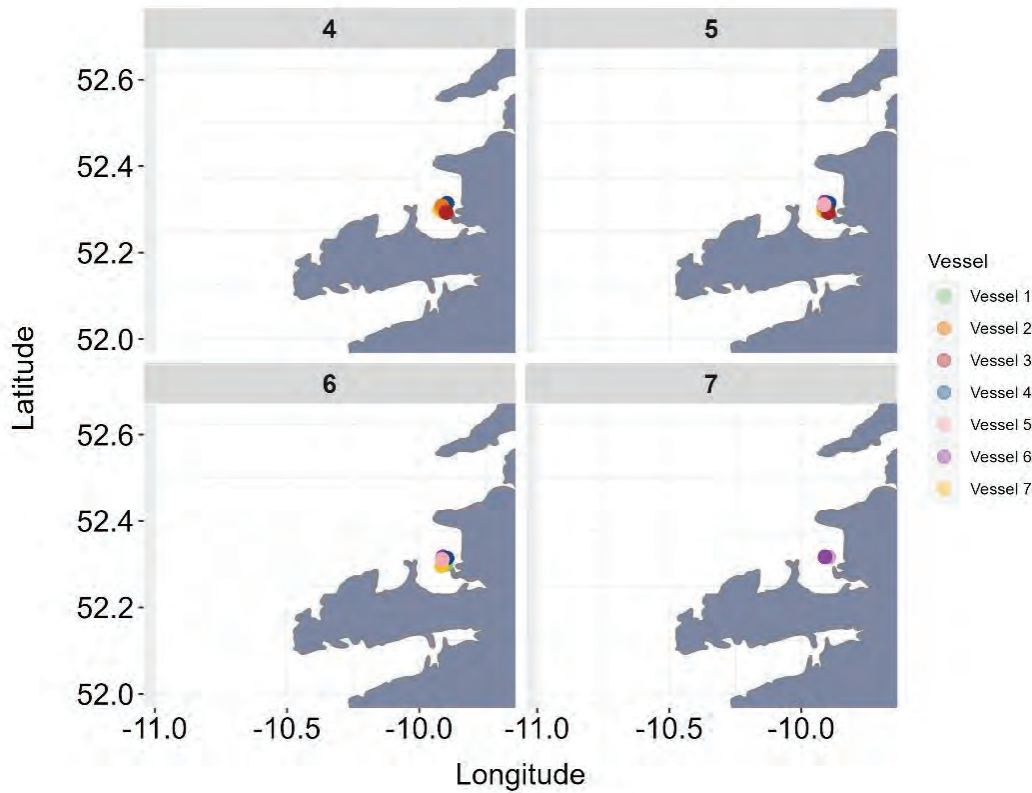 4
5
52.6
52.4
52.2
52.0
6
7
52.6
52.4
52.2
52.0
-11.0
-10.5
-10.0
-11.0
-10.5
-10.0
Latitude
Longitude
Vessel
Vessel 1
Vessel 2
Vessel 3
Vessel 4
Vessel 5
Vessel 6
Vessel 7